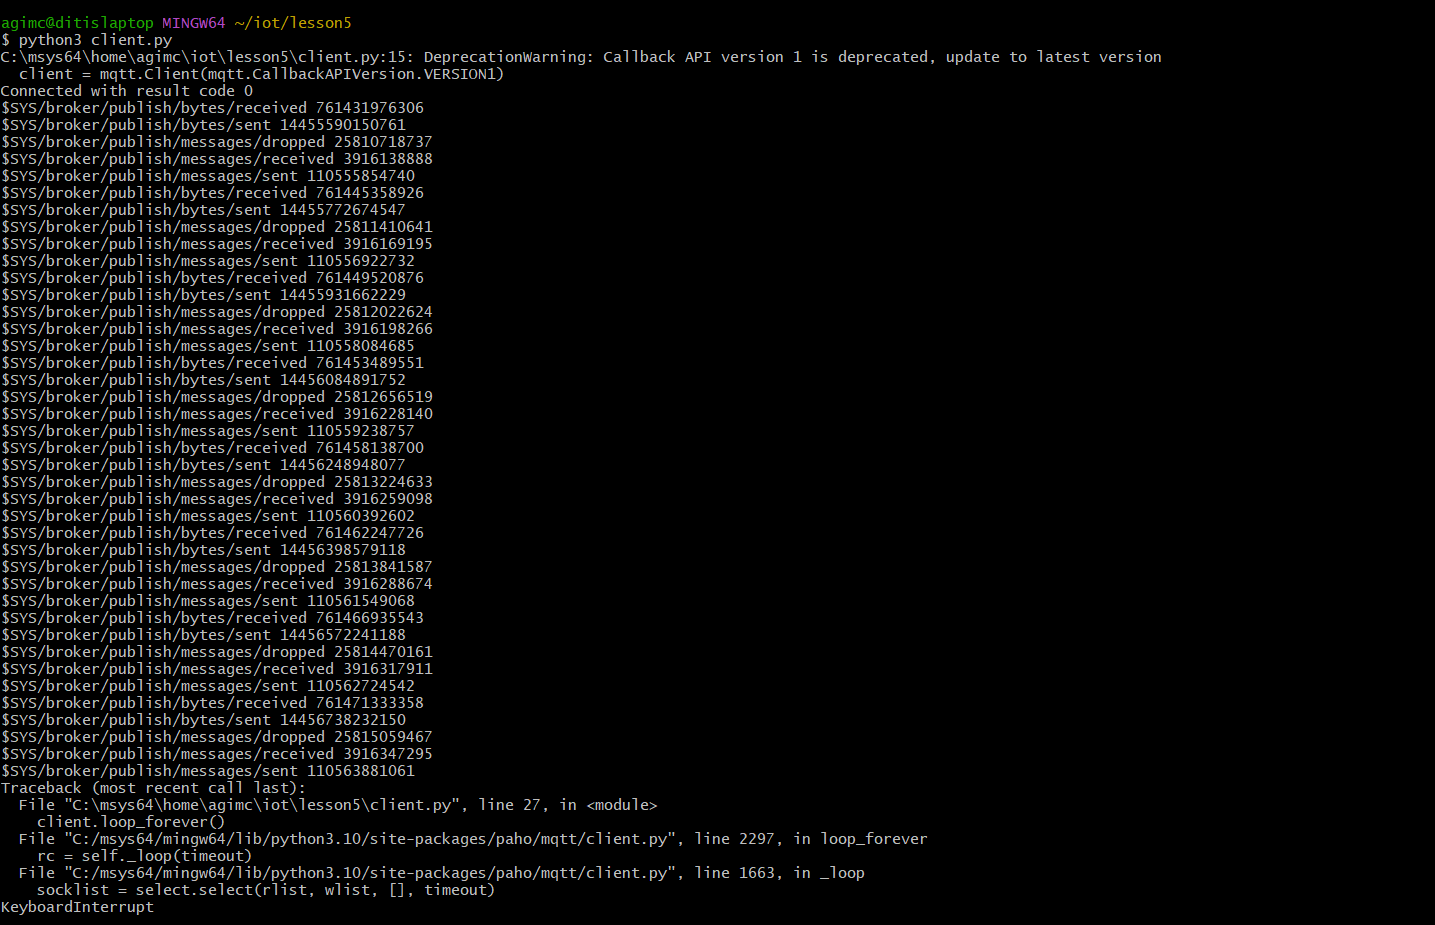 agimc@ditislaptop MINGW64 ~/iot/lesson5
$ python3 client.py
C:\msys64\home\agimc\iot\lesson5\client.py:15: DeprecationWarning: Callback API version 1 is deprecated, update to latest version
  client = mqtt.Client(mqtt.CallbackAPIVersion.VERSION1)
Connected with result code 0
$SYS/broker/publish/bytes/received 761431976306
$SYS/broker/publish/bytes/sent 14455590150761
$SYS/broker/publish/messages/dropped 25810718737
$SYS/broker/publish/messages/received 3916138888
$SYS/broker/publish/messages/sent 110555854740
$SYS/broker/publish/bytes/received 761445358926
$SYS/broker/publish/bytes/sent 14455772674547
$SYS/broker/publish/messages/dropped 25811410641
$SYS/broker/publish/messages/received 3916169195
$SYS/broker/publish/messages/sent 110556922732
$SYS/broker/publish/bytes/received 761449520876
$SYS/broker/publish/bytes/sent 14455931662229
$SYS/broker/publish/messages/dropped 25812022624
$SYS/broker/publish/messages/received 3916198266
$SYS/broker/publish/messages/sent 110558084685
$SYS/broker/publish/bytes/received 761453489551
$SYS/broker/publish/bytes/sent 14456084891752
$SYS/broker/publish/messages/dropped 25812656519
$SYS/broker/publish/messages/received 3916228140
$SYS/broker/publish/messages/sent 110559238757
$SYS/broker/publish/bytes/received 761458138700
$SYS/broker/publish/bytes/sent 14456248948077
$SYS/broker/publish/messages/dropped 25813224633
$SYS/broker/publish/messages/received 3916259098
$SYS/broker/publish/messages/sent 110560392602
$SYS/broker/publish/bytes/received 761462247726
$SYS/broker/publish/bytes/sent 14456398579118
$SYS/broker/publish/messages/dropped 25813841587
$SYS/broker/publish/messages/received 3916288674
$SYS/broker/publish/messages/sent 110561549068
$SYS/broker/publish/bytes/received 761466935543
$SYS/broker/publish/bytes/sent 14456572241188
$SYS/broker/publish/messages/dropped 25814470161
$SYS/broker/publish/messages/received 3916317911
$SYS/broker/publish/messages/sent 110562724542
$SYS/broker/publish/bytes/received 761471333358
$SYS/broker/publish/bytes/sent 14456738232150
$SYS/broker/publish/messages/dropped 25815059467
$SYS/broker/publish/messages/received 3916347295
$SYS/broker/publish/messages/sent 110563881061
Traceback (most recent call last):
  File "C:\msys64\home\agimc\iot\lesson5\client.py", line 27, in <module>
    client.loop_forever()
  File "C:/msys64/mingw64/lib/python3.10/site-packages/paho/mqtt/client.py", line 2297, in loop_forever
    rc = self._loop(timeout)
  File "C:/msys64/mingw64/lib/python3.10/site-packages/paho/mqtt/client.py", line 1663, in _loop
    socklist = select.select(rlist, wlist, [], timeout)
KeyboardInterrupt